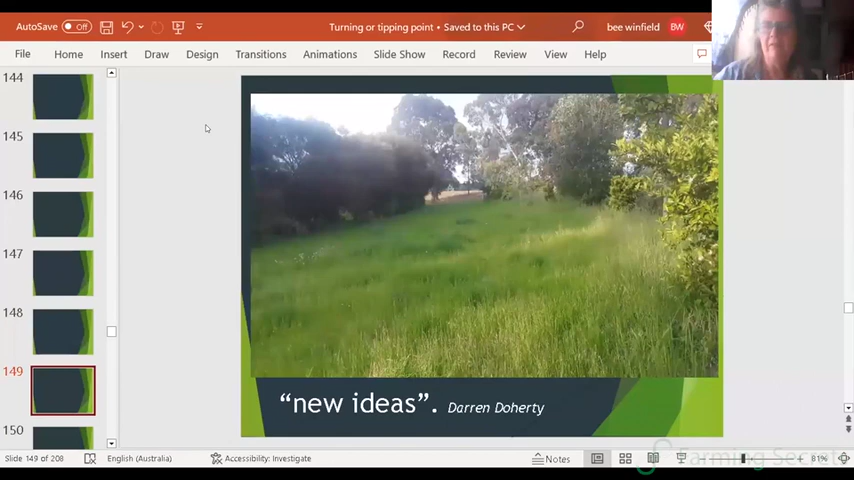 AutoSave Off Turning or tipping point • Saved to this PC bee winfield BW
File Home Insert Draw Design Transitions Animations Slide Show Record Review View Help
144
145
146
147
148
149
150
“new ideas”. Darren Doherty
Slide 149 of 208 English (Australia) Accessibility: Investigate Notes 81%
Farming Secrets